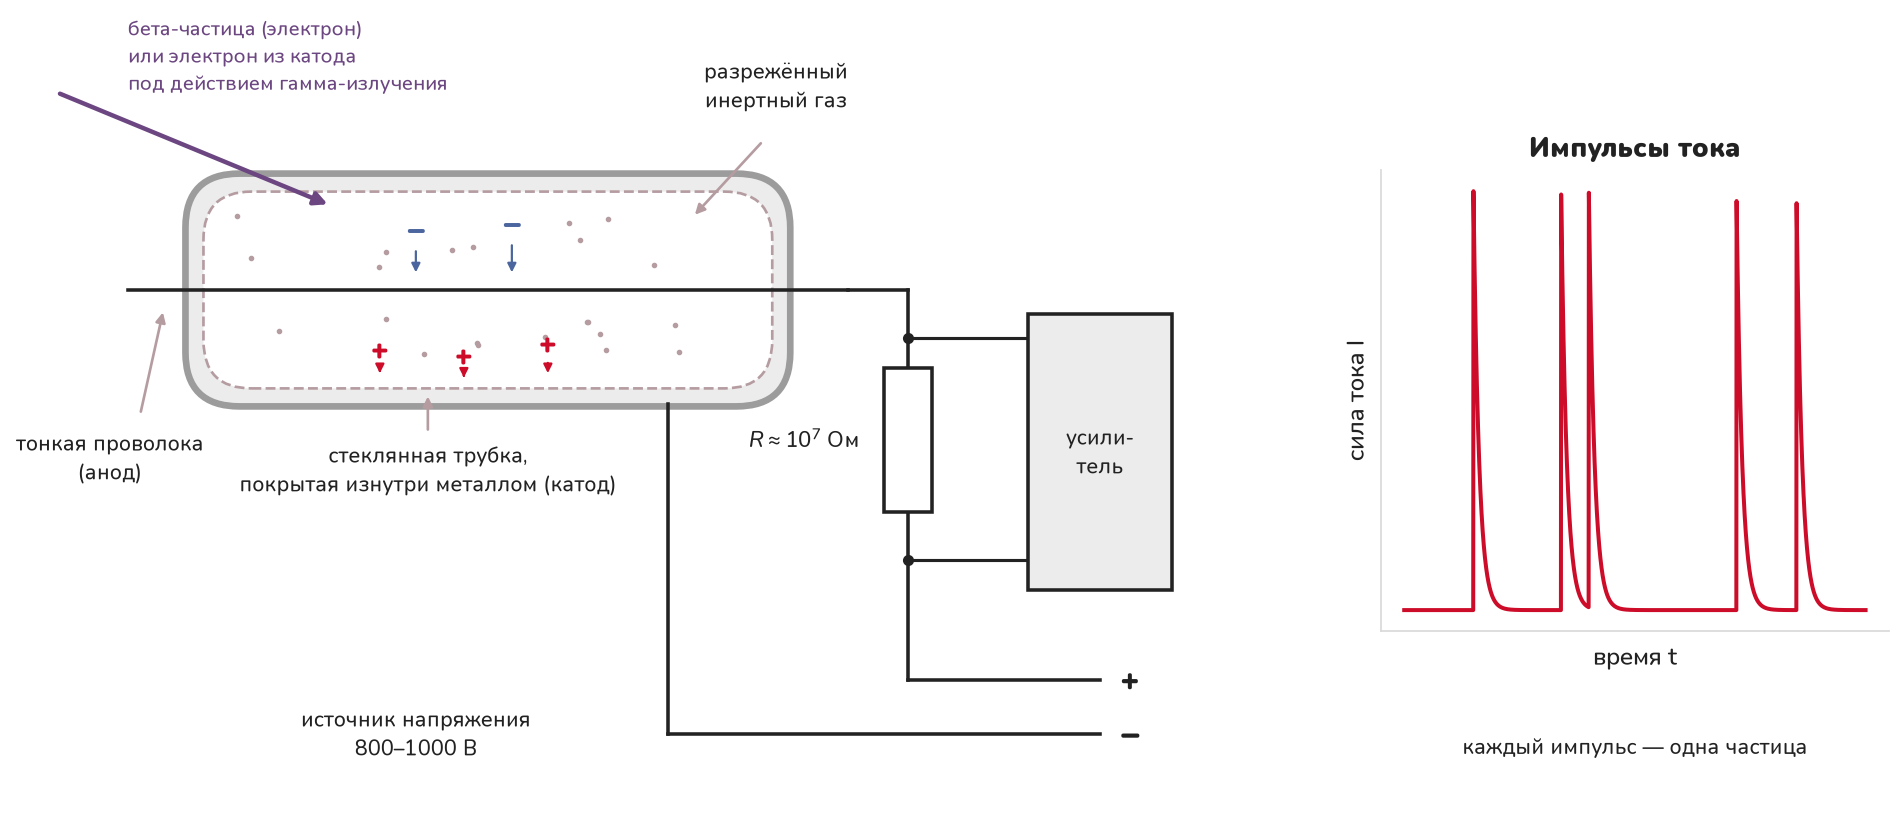 бета-частица (электрон)
или электрон из катода
под действием гамма-излучения
разрежённый
инертный газ
тонкая проволока
(анод)
стеклянная трубка,
покрытая изнутри металлом (катод)
R ≈ 10⁷ Ом
усили-
тель
+
−
источник напряжения
800–1000 В
Импульсы тока
сила тока I
время t
каждый импульс — одна частица